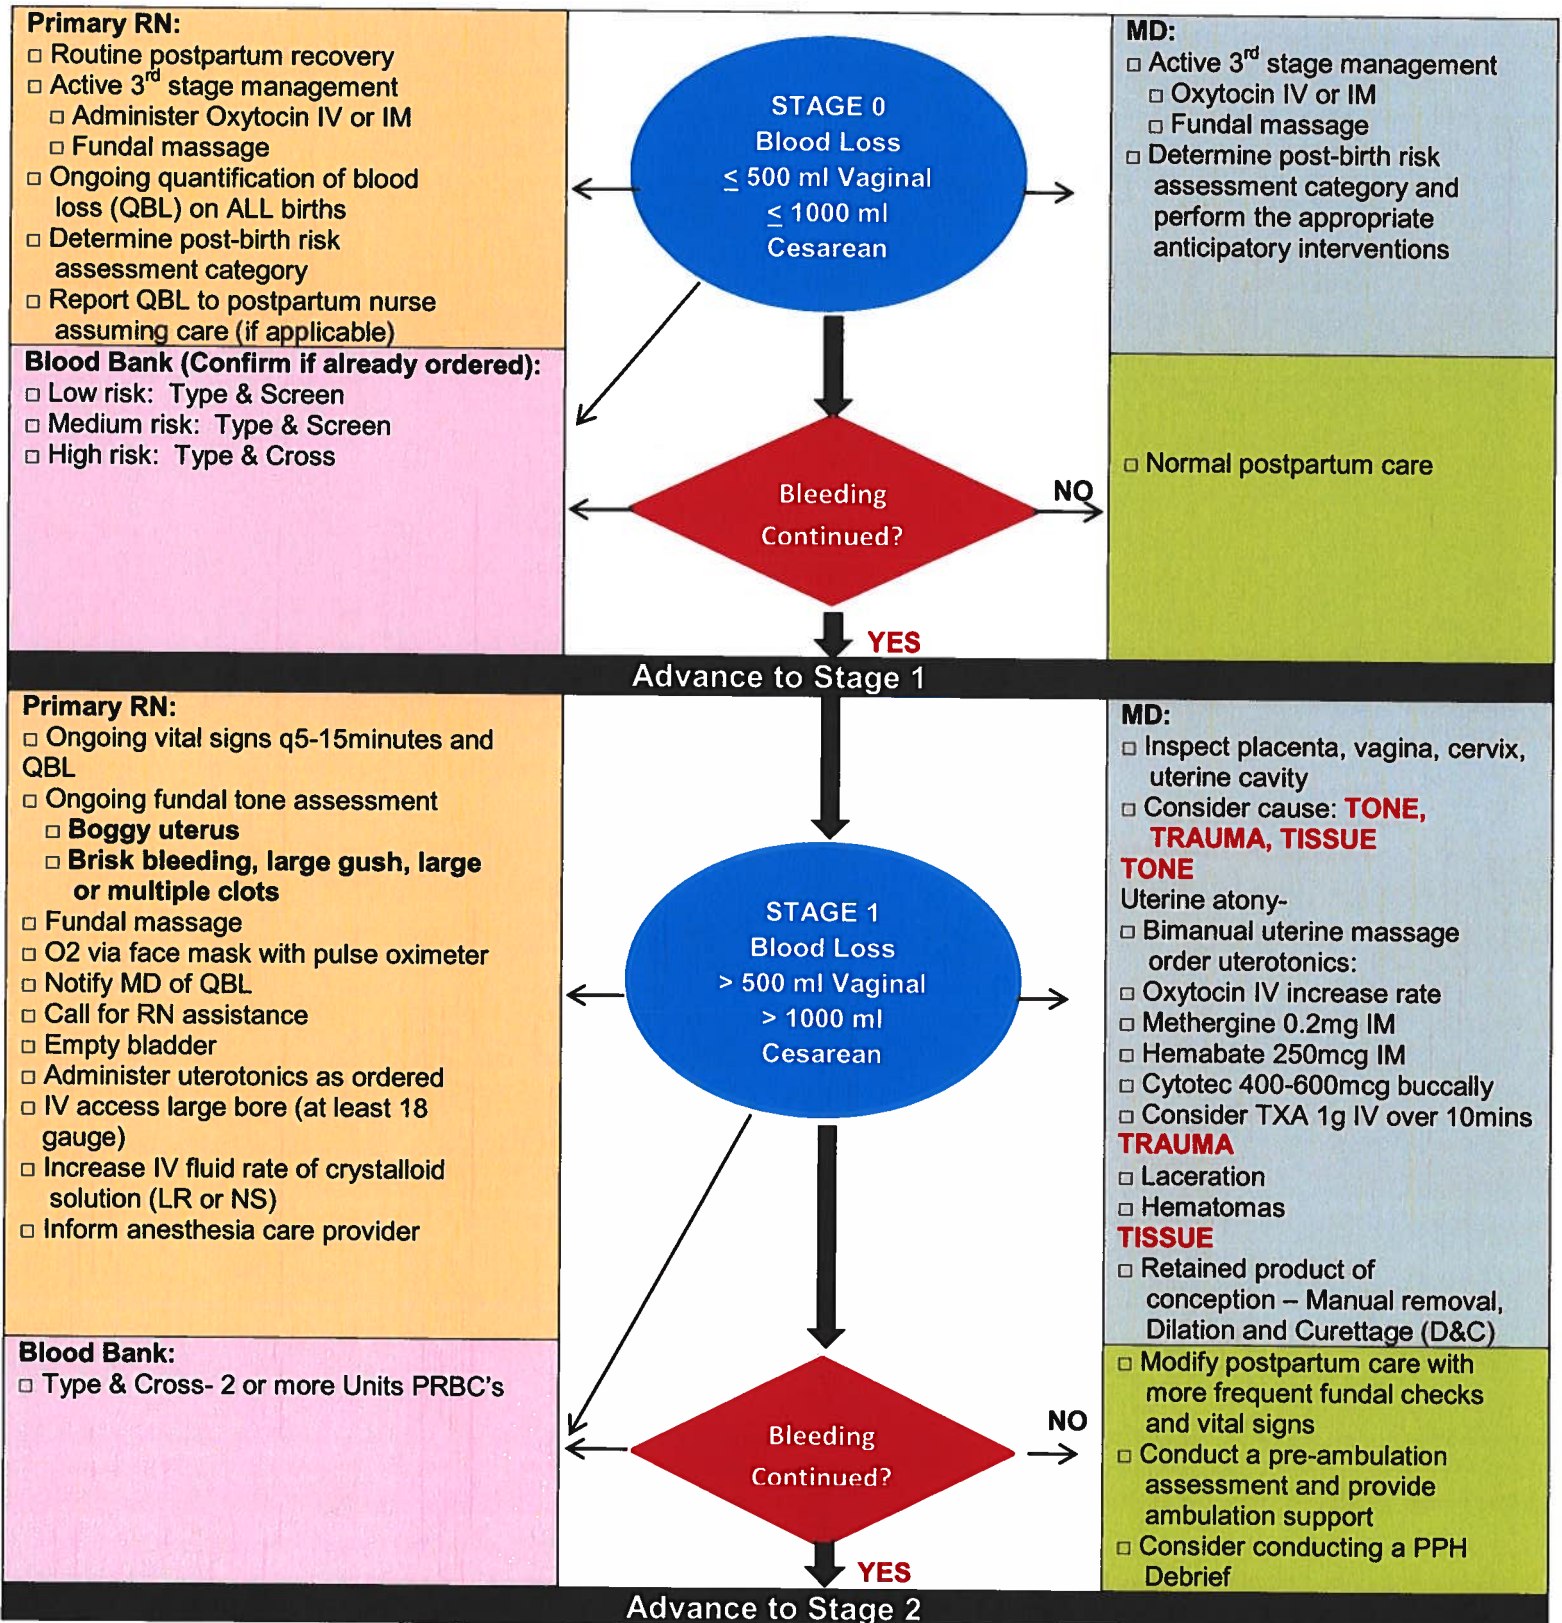 Primary RN:
□ Routine postpartum recovery
□ Active 3rd stage management
□ Administer Oxytocin IV or IM
□ Fundal massage
□ Ongoing quantification of blood
loss (QBL) on ALL births
□ Determine post-birth risk
assessment category
□ Report QBL to postpartum nurse
assuming care (if applicable)
STAGE 0
Blood Loss
≤ 500 ml Vaginal
≤ 1000 ml
Cesarean
MD:
□ Active 3rd stage management
□ Oxytocin IV or IM
□ Fundal massage
□ Determine post-birth risk
assessment category and
perform the appropriate
anticipatory interventions
Blood Bank (Confirm if already ordered):
□ Low risk: Type & Screen
□ Medium risk: Type & Screen
□ High risk: Type & Cross
Bleeding
Continued?
NO
□ Normal postpartum care
YES
Advance to Stage 1
Primary RN:
□ Ongoing vital signs q5-15minutes and
QBL
□ Ongoing fundal tone assessment
□ Boggy uterus
□ Brisk bleeding, large gush, large
or multiple clots
□ Fundal massage
□ O2 via face mask with pulse oximeter
□ Notify MD of QBL
□ Call for RN assistance
□ Empty bladder
□ Administer uterotonics as ordered
□ IV access large bore (at least 18
gauge)
□ Increase IV fluid rate of crystalloid
solution (LR or NS)
□ Inform anesthesia care provider
STAGE 1
Blood Loss
> 500 ml Vaginal
> 1000 ml
Cesarean
MD:
□ Inspect placenta, vagina, cervix,
uterine cavity
□ Consider cause: TONE,
TRAUMA, TISSUE
TONE
Uterine atony-
□ Bimanual uterine massage
order uterotonics:
□ Oxytocin IV increase rate
□ Methergine 0.2mg IM
□ Hemabate 250mcg IM
□ Cytotec 400-600mcg buccally
□ Consider TXA 1g IV over 10mins
TRAUMA
□ Laceration
□ Hematomas
TISSUE
□ Retained product of
conception – Manual removal,
Dilation and Curettage (D&C)
Blood Bank:
□ Type & Cross- 2 or more Units PRBC's
Bleeding
Continued?
NO
□ Modify postpartum care with
more frequent fundal checks
and vital signs
□ Conduct a pre-ambulation
assessment and provide
ambulation support
□ Consider conducting a PPH
Debrief
YES
Advance to Stage 2